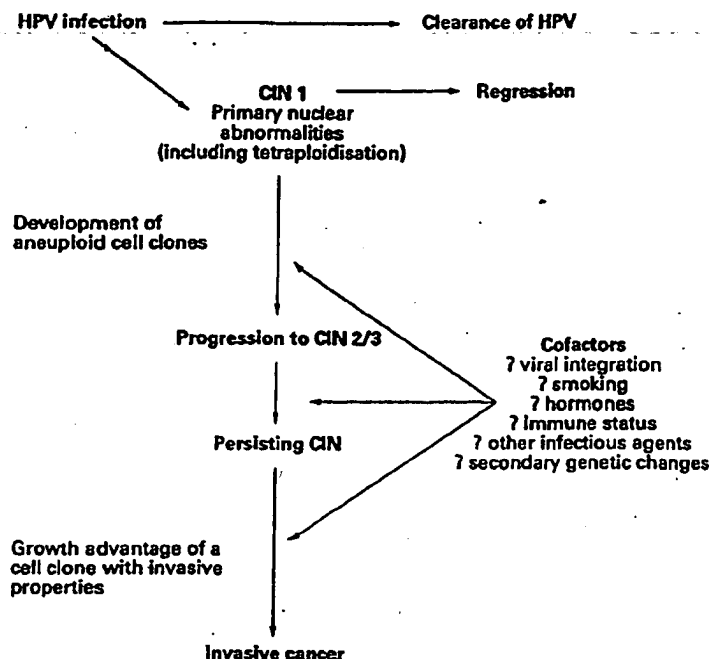 HPV infection
Clearance of HPV
CIN 1
Regression
Primary nuclear
abnormalities
(including tetraploidisation)
Development of
aneuploid cell clones
Progression to CIN 2/3
Cofactors
? viral integration
? smoking
? hormones
? immune status
? other infectious agents
? secondary genetic changes
Persisting CIN
Growth advantage of a
cell clone with invasive
properties
Invasive cancer